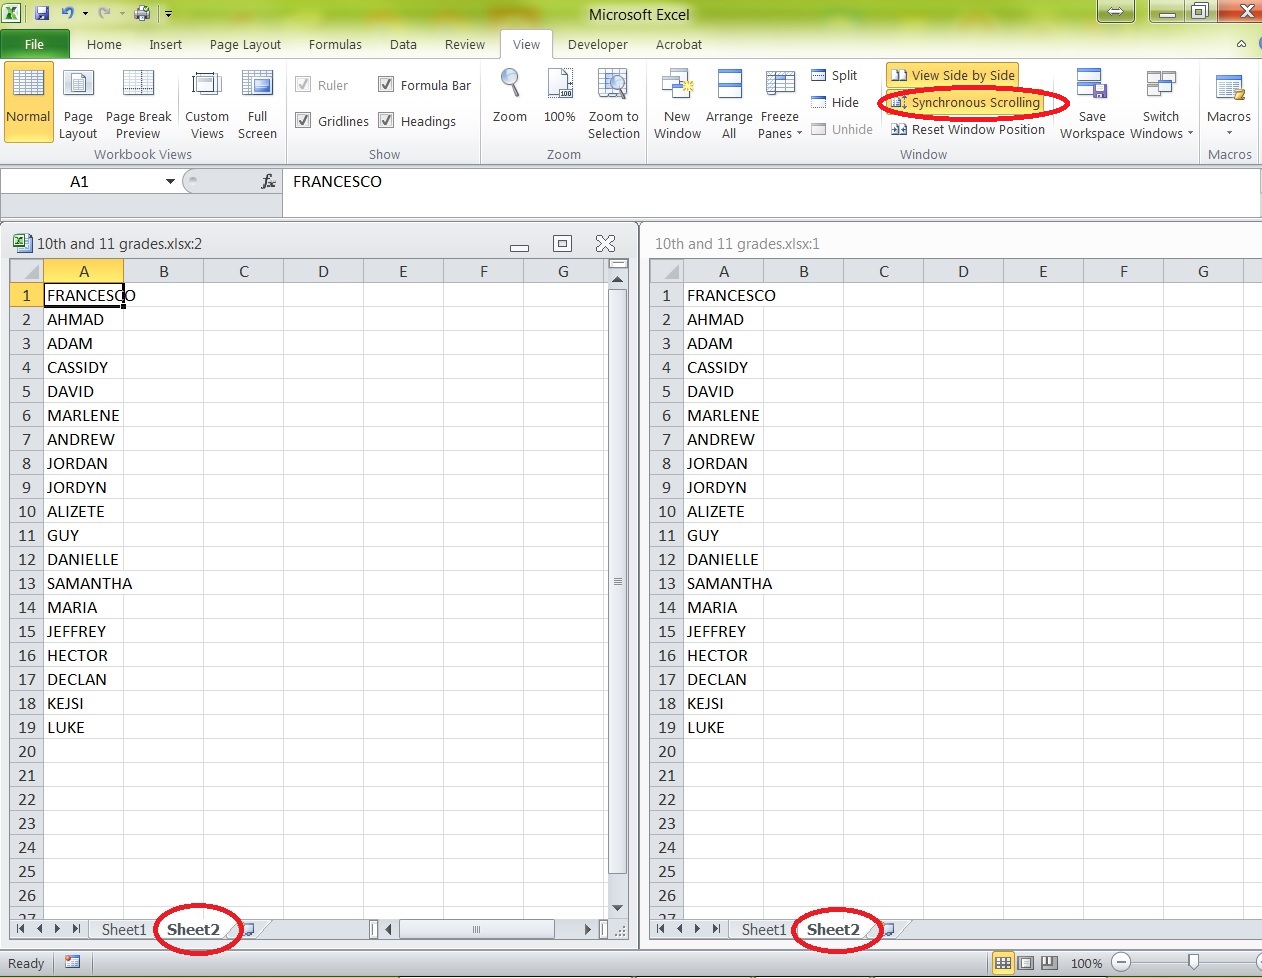 Microsoft Excel
File Home Insert Page Layout Formulas Data Review View Developer Acrobat
Normal
Page Layout
Page Break Preview
Custom Views
Full Screen
Workbook Views
Ruler
Formula Bar
Gridlines
Headings
Show
Zoom
100%
Zoom to Selection
Zoom
New Window
Arrange All
Freeze Panes
Split
Hide
Unhide
View Side by Side
Synchronous Scrolling
Reset Window Position
Window
Save Workspace
Switch Windows
Macros
Macros
A1 fx FRANCESCO
10th and 11 grades.xlsx:2
A B C D E F G
1 FRANCESCO
2 AHMAD
3 ADAM
4 CASSIDY
5 DAVID
6 MARLENE
7 ANDREW
8 JORDAN
9 JORDYN
10 ALIZETE
11 GUY
12 DANIELLE
13 SAMANTHA
14 MARIA
15 JEFFREY
16 HECTOR
17 DECLAN
18 KEJSI
19 LUKE
20
21
22
23
24
25
26
27
Sheet1 Sheet2
10th and 11 grades.xlsx:1
A B C D E F G
1 FRANCESCO
2 AHMAD
3 ADAM
4 CASSIDY
5 DAVID
6 MARLENE
7 ANDREW
8 JORDAN
9 JORDYN
10 ALIZETE
11 GUY
12 DANIELLE
13 SAMANTHA
14 MARIA
15 JEFFREY
16 HECTOR
17 DECLAN
18 KEJSI
19 LUKE
20
21
22
23
24
25
26
27
Sheet1 Sheet2
Ready 100%